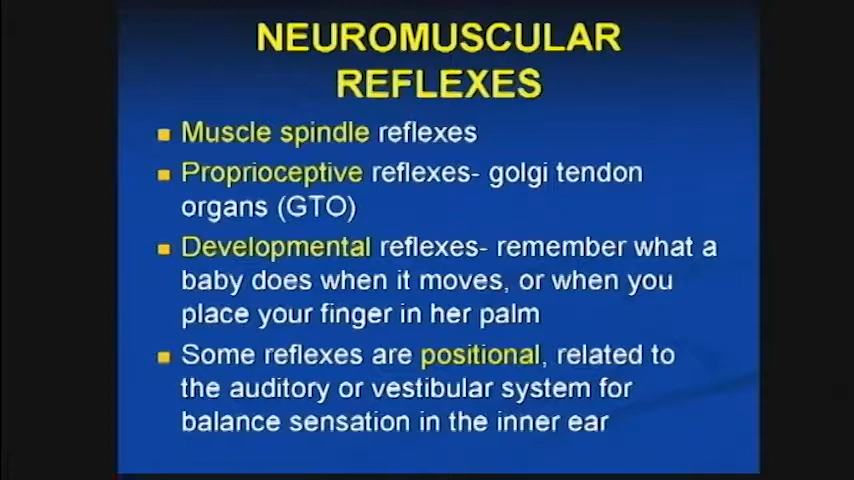 NEUROMUSCULAR
REFLEXES
Muscle spindle reflexes
Proprioceptive reflexes- golgi tendon
organs (GTO)
Developmental reflexes- remember what a
baby does when it moves, or when you
place your finger in her palm
Some reflexes are positional, related to
the auditory or vestibular system for
balance sensation in the inner ear